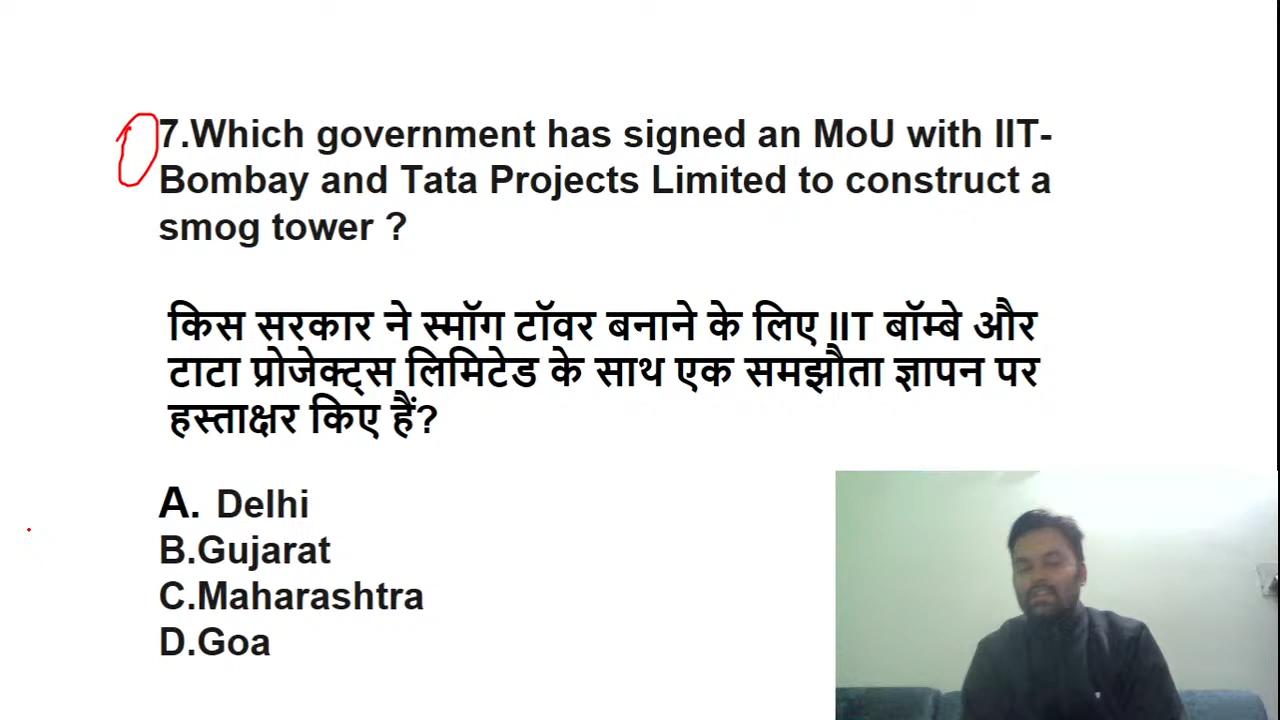 7.Which government has signed an MoU with IIT-
Bombay and Tata Projects Limited to construct a
smog tower ?
किस सरकार ने स्मॉग टॉवर बनाने के लिए IIT बॉम्बे और
टाटा प्रोजेक्ट्स लिमिटेड के साथ एक समझौता ज्ञापन पर
हस्ताक्षर किए हैं?
A. Delhi
B.Gujarat
C.Maharashtra
D.Goa